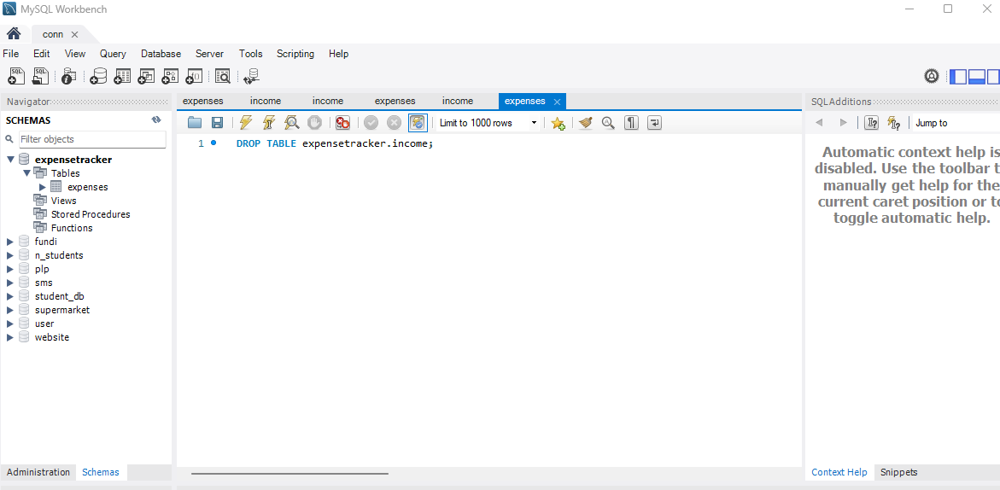 MySQL Workbench
conn
File Edit View Query Database Server Tools Scripting Help
Navigator
SCHEMAS
Filter objects
expensetracker
Tables
expenses
Views
Stored Procedures
Functions
fundi
n_students
plp
sms
student_db
supermarket
user
website
Administration Schemas
expenses income income expenses income expenses
Limit to 1000 rows
1 DROP TABLE expensetracker.income;
SQLAdditions
Jump to
Automatic context help is
disabled. Use the toolbar t
manually get help for the
current caret position or to
toggle automatic help.
Context Help Snippets